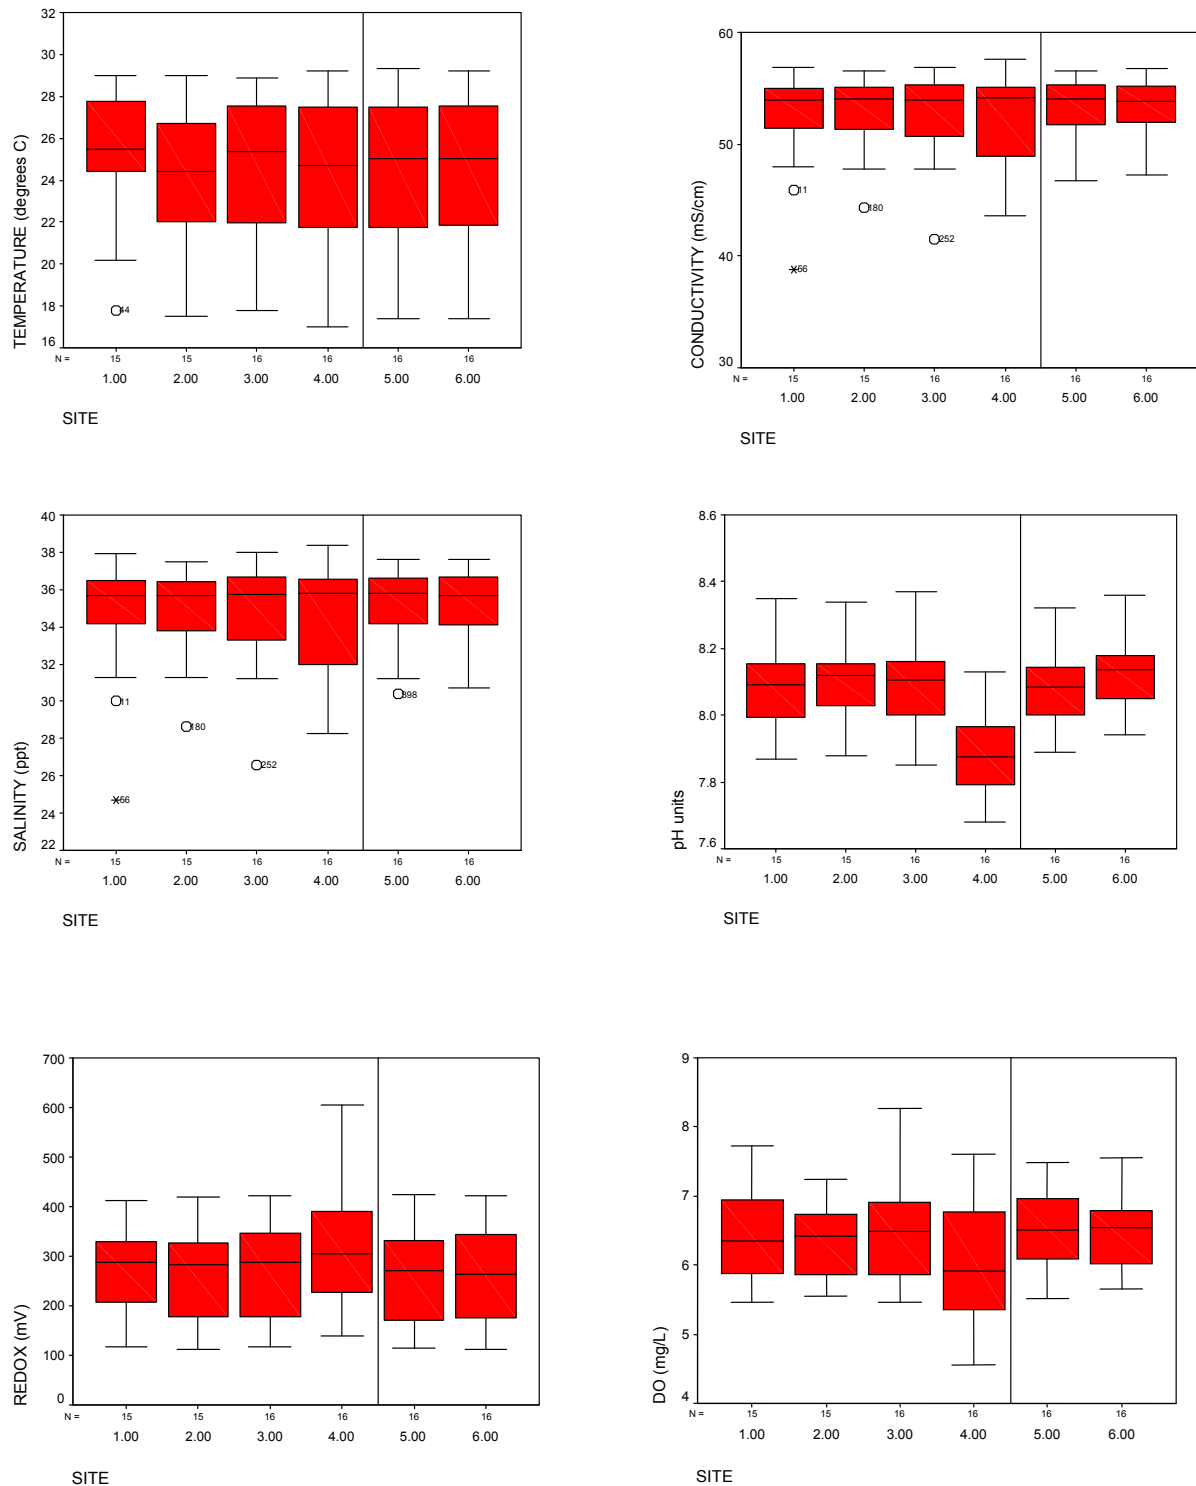 TEMPERATURE (degrees C)
32
30
28
26
24
22
20
18
16
44
N = 15 15 16 16 16 16
1.00 2.00 3.00 4.00 5.00 6.00
SITE
CONDUCTIVITY (mS/cm)
60
50
40
30
11
56
180
252
N = 15 15 16 16 16 16
1.00 2.00 3.00 4.00 5.00 6.00
SITE
SALINITY (ppt)
40
38
36
34
32
30
28
26
24
22
11
56
180
252
398
N = 15 15 16 16 16 16
1.00 2.00 3.00 4.00 5.00 6.00
SITE
pH units
8.6
8.4
8.2
8.0
7.8
7.6
N = 15 15 16 16 16 16
1.00 2.00 3.00 4.00 5.00 6.00
SITE
REDOX (mV)
700
600
500
400
300
200
100
0
N = 15 15 16 16 16 16
1.00 2.00 3.00 4.00 5.00 6.00
SITE
DO (mg/L)
9
8
7
6
5
4
N = 15 15 16 16 16 16
1.00 2.00 3.00 4.00 5.00 6.00
SITE